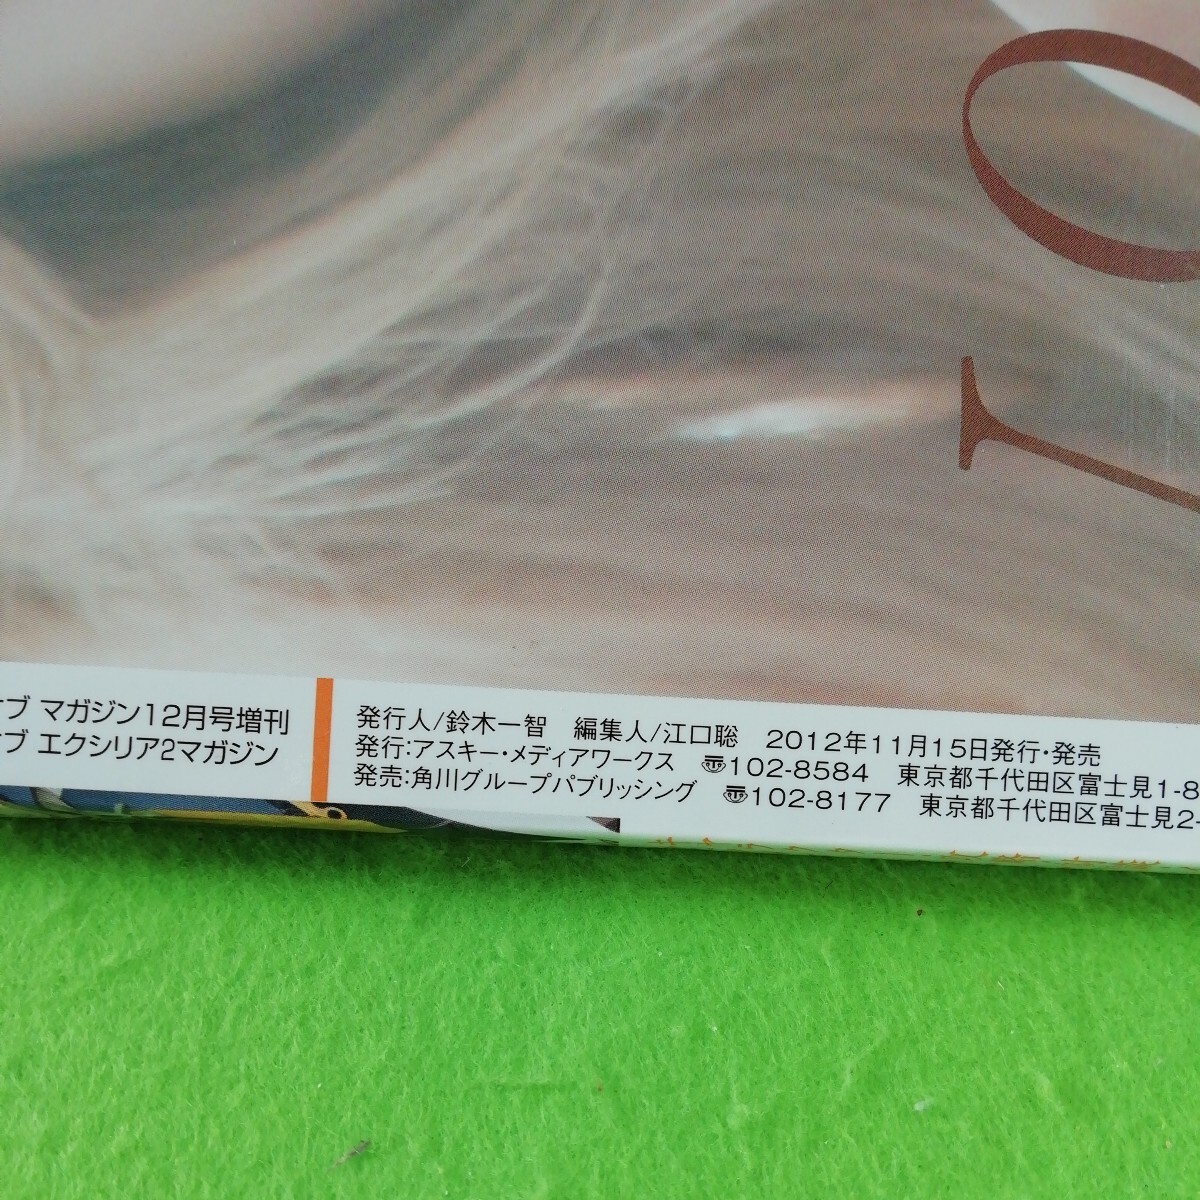 O
V
ブ マガジン12月号増刊
ブ エクシリア2マガジン
発行人/鈴木一智 編集人/江口聡 2012年11月15日発行・発売
発行:アスキー・メディアワークス 〠102-8584 東京都千代田区富士見1-8
発売:角川グループパブリッシング 〠102-8177 東京都千代田区富士見2-